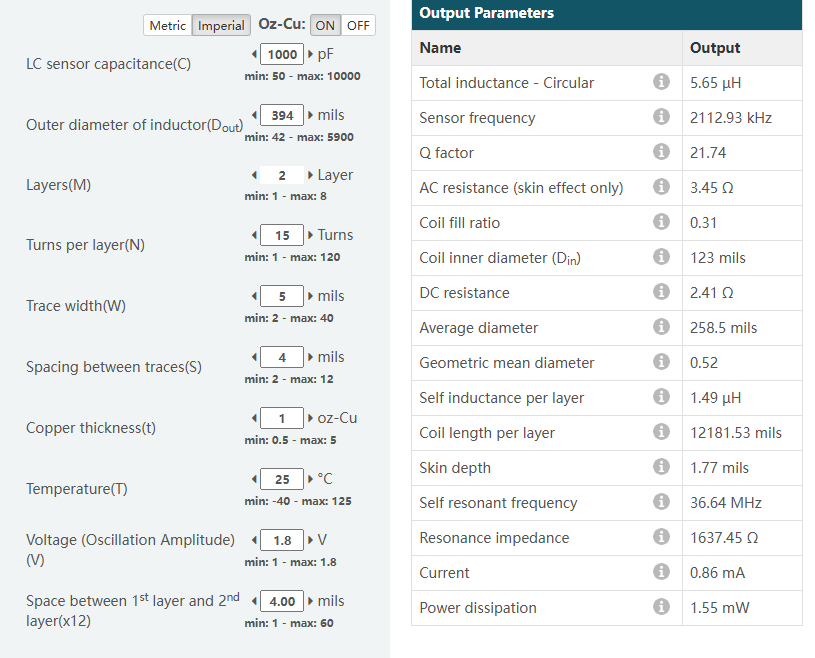 Metric Imperial Oz-Cu: ON OFF
LC sensor capacitance(C) 1000 pF
min: 50 - max: 10000
Outer diameter of inductor(Dout) 394 mils
min: 42 - max: 5900
Layers(M) 2 Layer
min: 1 - max: 8
Turns per layer(N) 15 Turns
min: 1 - max: 120
Trace width(W) 5 mils
min: 2 - max: 40
Spacing between traces(S) 4 mils
min: 2 - max: 12
Copper thickness(t) 1 oz-Cu
min: 0.5 - max: 5
Temperature(T) 25 °C
min: -40 - max: 125
Voltage (Oscillation Amplitude) 1.8 V
(V)
min: 1 - max: 1.8
Space between 1st layer and 2nd 4.00 mils
layer(x12)
min: 1 - max: 60
Output Parameters
Name Output
Total inductance - Circular 5.65 μH
Sensor frequency 2112.93 kHz
Q factor 21.74
AC resistance (skin effect only) 3.45 Ω
Coil fill ratio 0.31
Coil inner diameter (Din) 123 mils
DC resistance 2.41 Ω
Average diameter 258.5 mils
Geometric mean diameter 0.52
Self inductance per layer 1.49 μH
Coil length per layer 12181.53 mils
Skin depth 1.77 mils
Self resonant frequency 36.64 MHz
Resonance impedance 1637.45 Ω
Current 0.86 mA
Power dissipation 1.55 mW